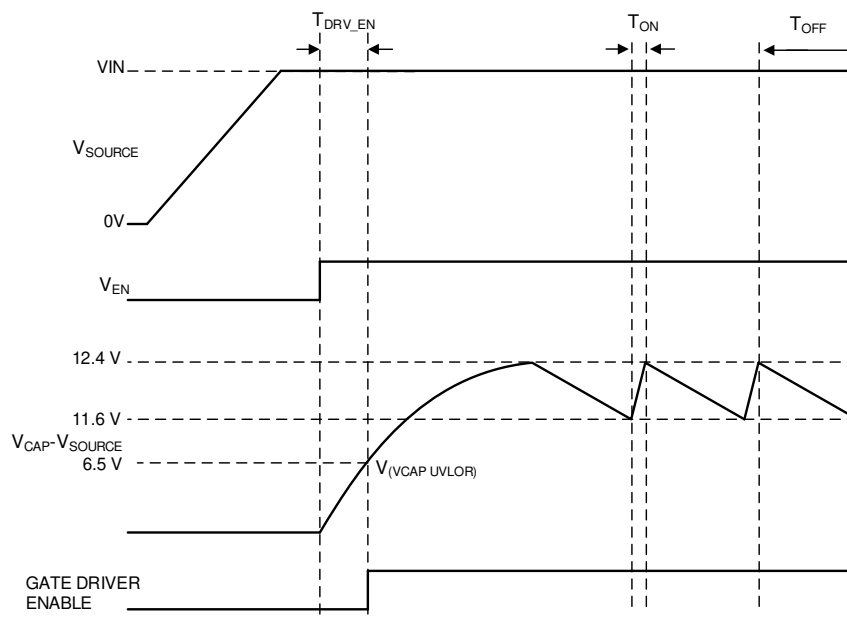 T_DRV_EN
T_ON
T_OFF
VIN
V_SOURCE
0V
V_EN
12.4 V
11.6 V
V_CAP-V_SOURCE
6.5 V
V_(VCAP UVLOR)
GATE DRIVER
ENABLE